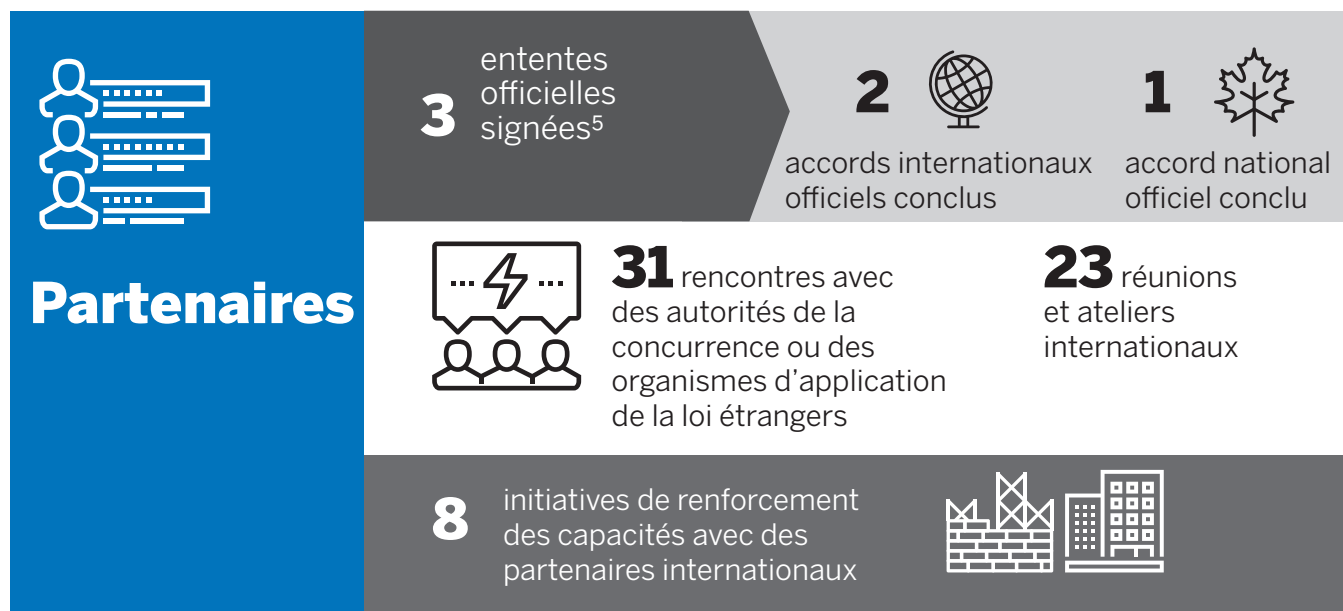 Partenaires
3 ententes
officielles
signées5
2
accords internationaux
officiels conclus
1
accord national
officiel conclu
31 rencontres avec
des autorités de la
concurrence ou des
organismes d’application
de la loi étrangers
23 réunions
et ateliers
internationaux
8 initiatives de renforcement
des capacités avec des
partenaires internationaux